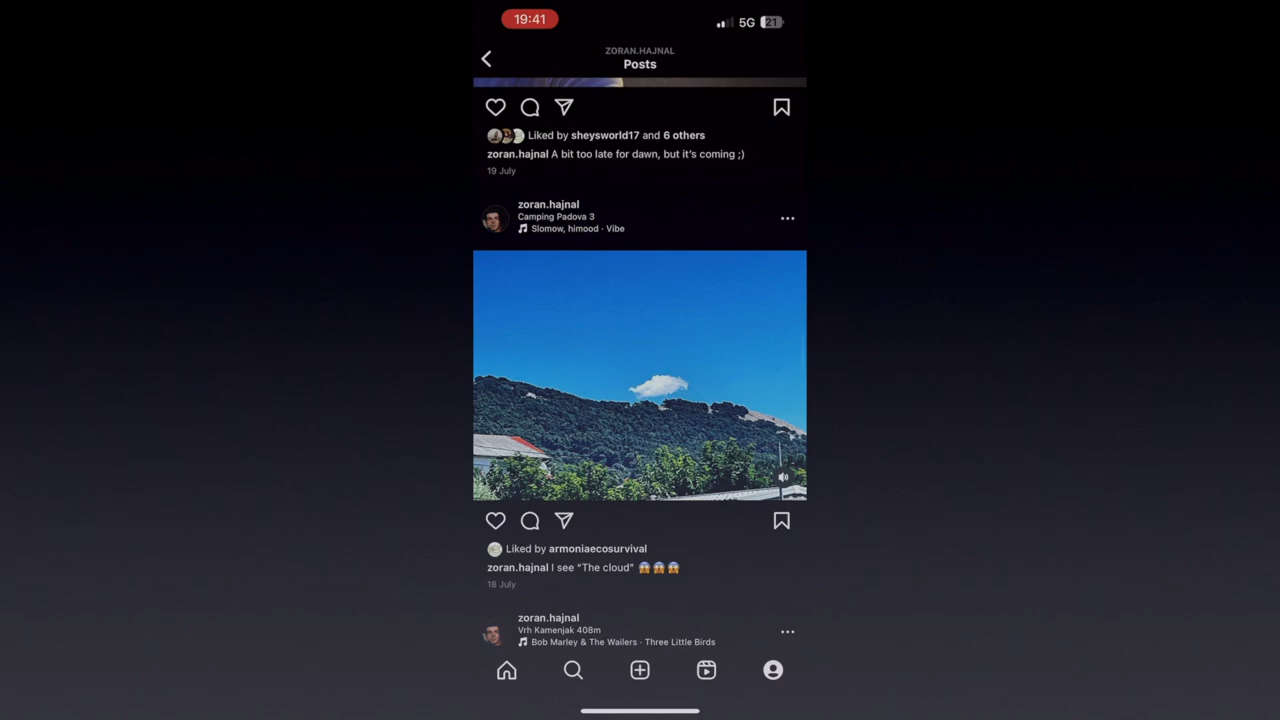 19:41
5G 21
ZORAN.HAJNAL
Posts
Liked by sheysworld17 and 6 others
zoran.hajnal A bit too late for dawn, but it's coming ;)
19 July
zoran.hajnal
Camping Padova 3
Slomow, himood · Vibe
Liked by armoniaecosurvival
zoran.hajnal I see “The cloud” 😱😱😱
18 July
zoran.hajnal
Vrh Kamenjak 408m
Bob Marley & The Wailers · Three Little Birds